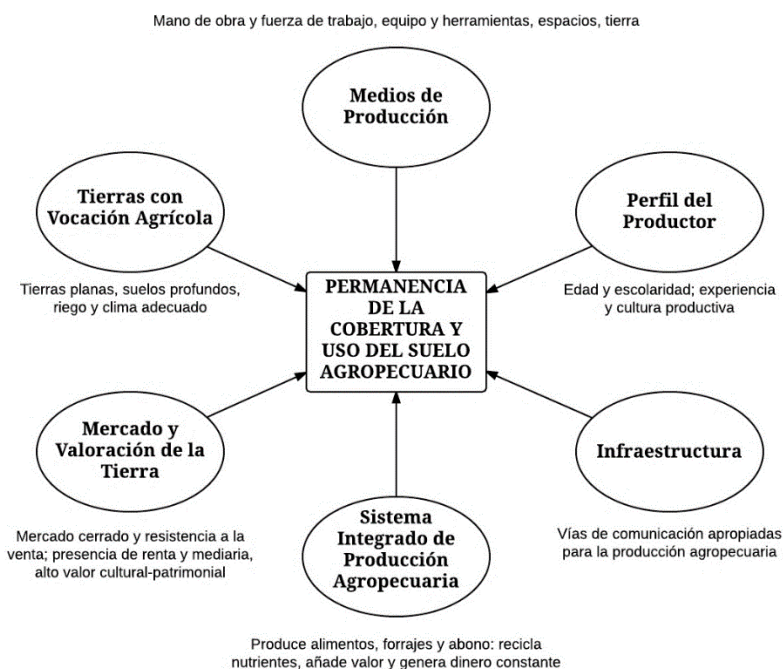 Mano de obra y fuerza de trabajo, equipo y herramientas, espacios, tierra
Medios de
Producción
Tierras con
Vocación Agrícola
Tierras planas, suelos profundos,
riego y clima adecuado
Perfil del
Productor
Edad y escolaridad; experiencia
y cultura productiva
PERMANENCIA
DE LA
COBERTURA Y
USO DEL SUELO
AGROPECUARIO
Mercado y
Valoración de la
Tierra
Mercado cerrado y resistencia a la
venta; presencia de renta y mediaria,
alto valor cultural-patrimonial
Sistema
Integrado de
Producción
Agropecuaria
Produce alimentos, forrajes y abono: recicla
nutrientes, añade valor y genera dinero constante
Infraestructura
Vías de comunicación apropiadas
para la producción agropecuaria